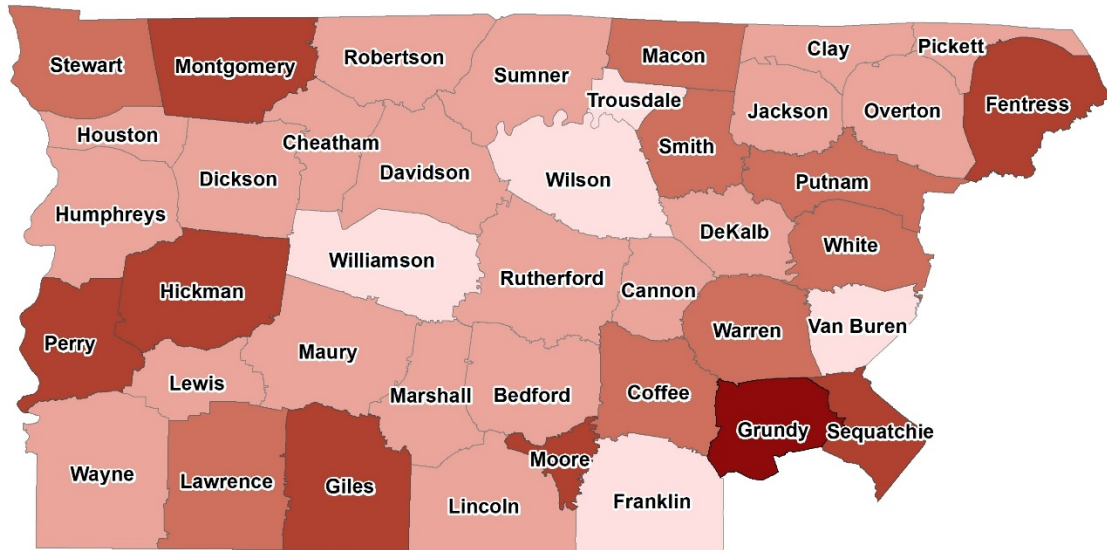 Stewart
Montgomery
Robertson
Sumner
Macon
Clay
Pickett
Trousdale
Jackson
Overton
Fentress
Houston
Cheatham
Smith
Dickson
Davidson
Wilson
Putnam
Humphreys
DeKalb
White
Williamson
Rutherford
Cannon
Hickman
Perry
Maury
Warren
Van Buren
Lewis
Marshall
Bedford
Coffee
Grundy
Sequatchie
Wayne
Lawrence
Giles
Moore
Lincoln
Franklin